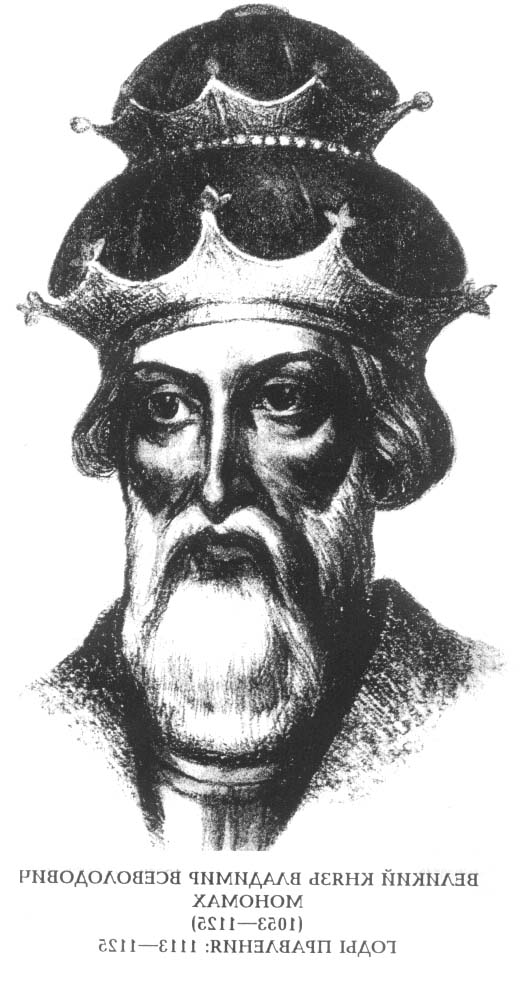 ВЕЛИКИЙ КНЯЗЬ ВЛАДИМИР ВСЕВОЛОДОВИЧ
МОНОМАХ
(1053—1125)
ГОДЫ ПРАВЛЕНИЯ: 1113—1125